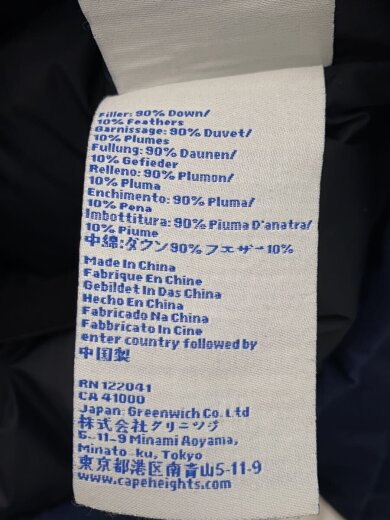 Filler: 90% Down/
10% Feathers
Garnissage: 90% Duvet/
10% Plumes
Fullung: 90% Daunen/
10% Gefieder
Relleno: 90% Plumon/
10% Pluma
Enchimento: 90% Pluma/
10% Pena
Imbottitura: 90% Piuma D'anatra/
10% Piume
中綿:ダウン90% フェザー10%
Made In China
Fabrique En Chine
Gebildet In Das China
Hecho En China
Fabricado Na China
Fabbricato In Cine
enter country followed by
中国製
RN 122041
CA 41000
Japan: Greenwich Co. Ltd
株式会社グリニッジ
5-11-9 Minami Aoyama,
Minato-ku, Tokyo
東京都港区南青山5-11-9
www.capeheights.com